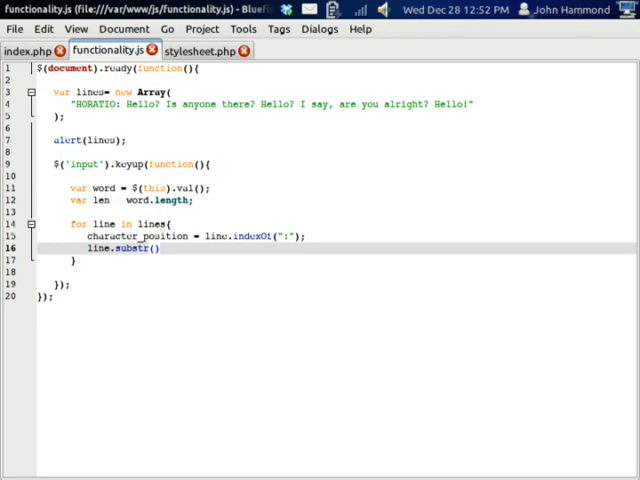 functionality.js (file:///var/www/js/functionality.js) - Bluefi
Wed Dec 28 12:52 PM John Hammond
File Edit View Document Go Project Tools Tags Dialogs Help
index.php functionality.js stylesheet.php
1 $(document).ready(function(){
2
3 var lines= new Array(
4 "HORATIO: Hello? Is anyone there? Hello? I say, are you alright? Hello!"
5 );
6
7 alert(lines);
8
9 $('input').keyup(function(){
10
11 var word = $(this).val();
12 var len word.length;
13
14 for line in lines{
15 character_position = line.indexOf(":");
16 line.substr()
17 }
18
19 });
20 });